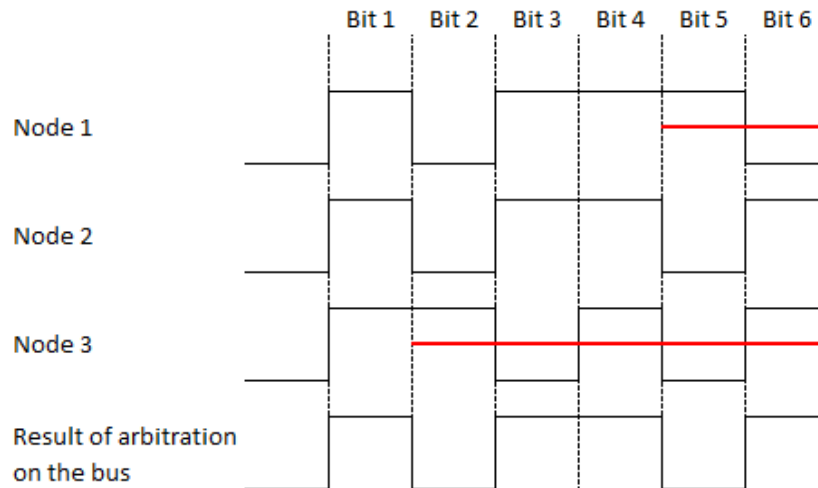 Bit 1 Bit 2 Bit 3 Bit 4 Bit 5 Bit 6
Node 1
Node 2
Node 3
Result of arbitration
on the bus